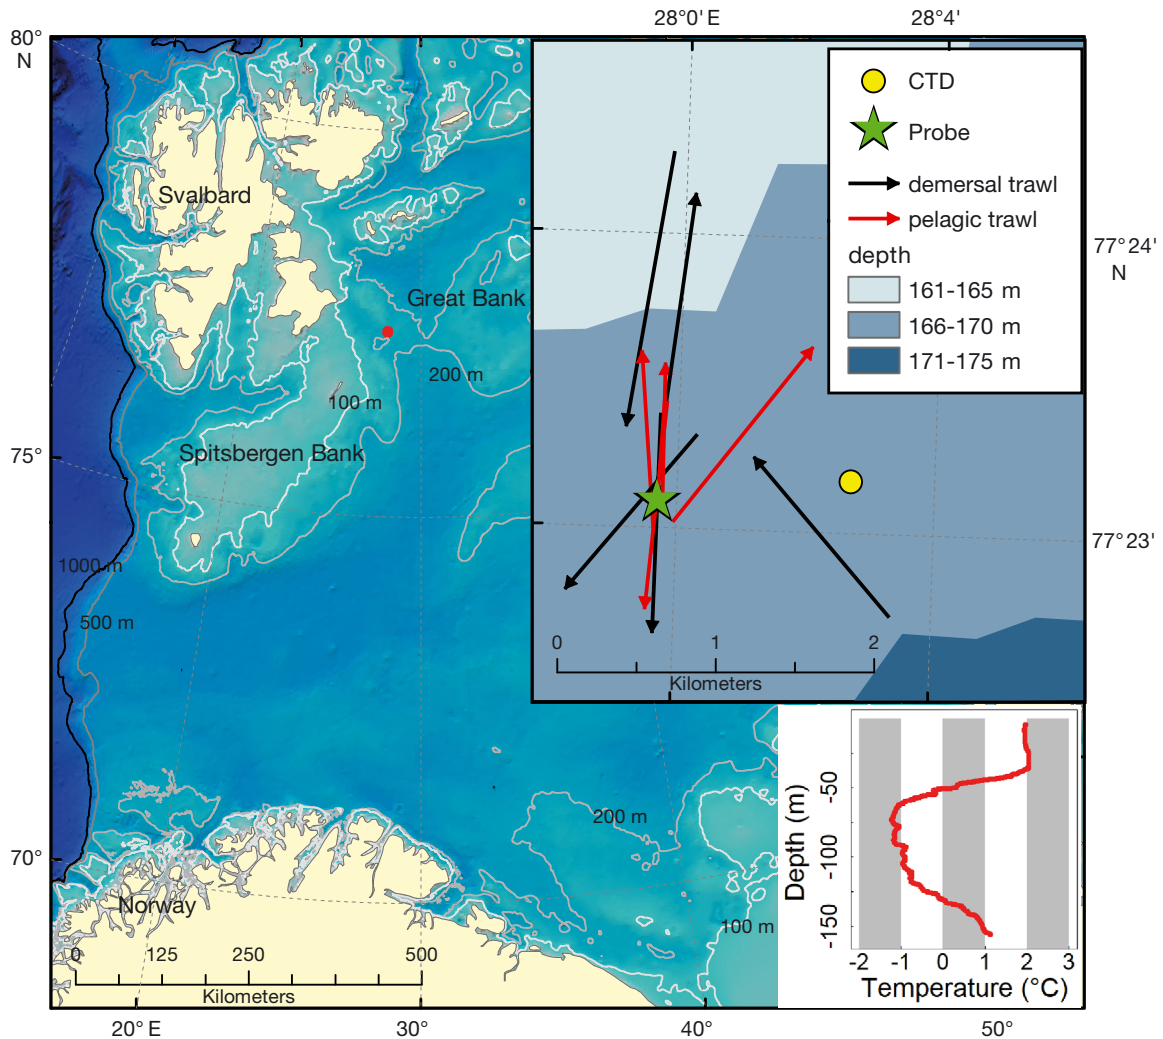 28°0' E
28°4'
80°
N
CTD
Probe
demersal trawl
pelagic trawl
depth
161-165 m
166-170 m
171-175 m
77°24'
N
Svalbard
Great Bank
200 m
100 m
75°
Spitsbergen Bank
77°23'
1000 m
500 m
0
1
2
Kilometers
200 m
70°
Norway
100 m
0
125
250
500
Kilometers
20° E
30°
40°
50°
Depth (m)
-50
-100
-150
-2
-1
0
1
2
3
Temperature (°C)